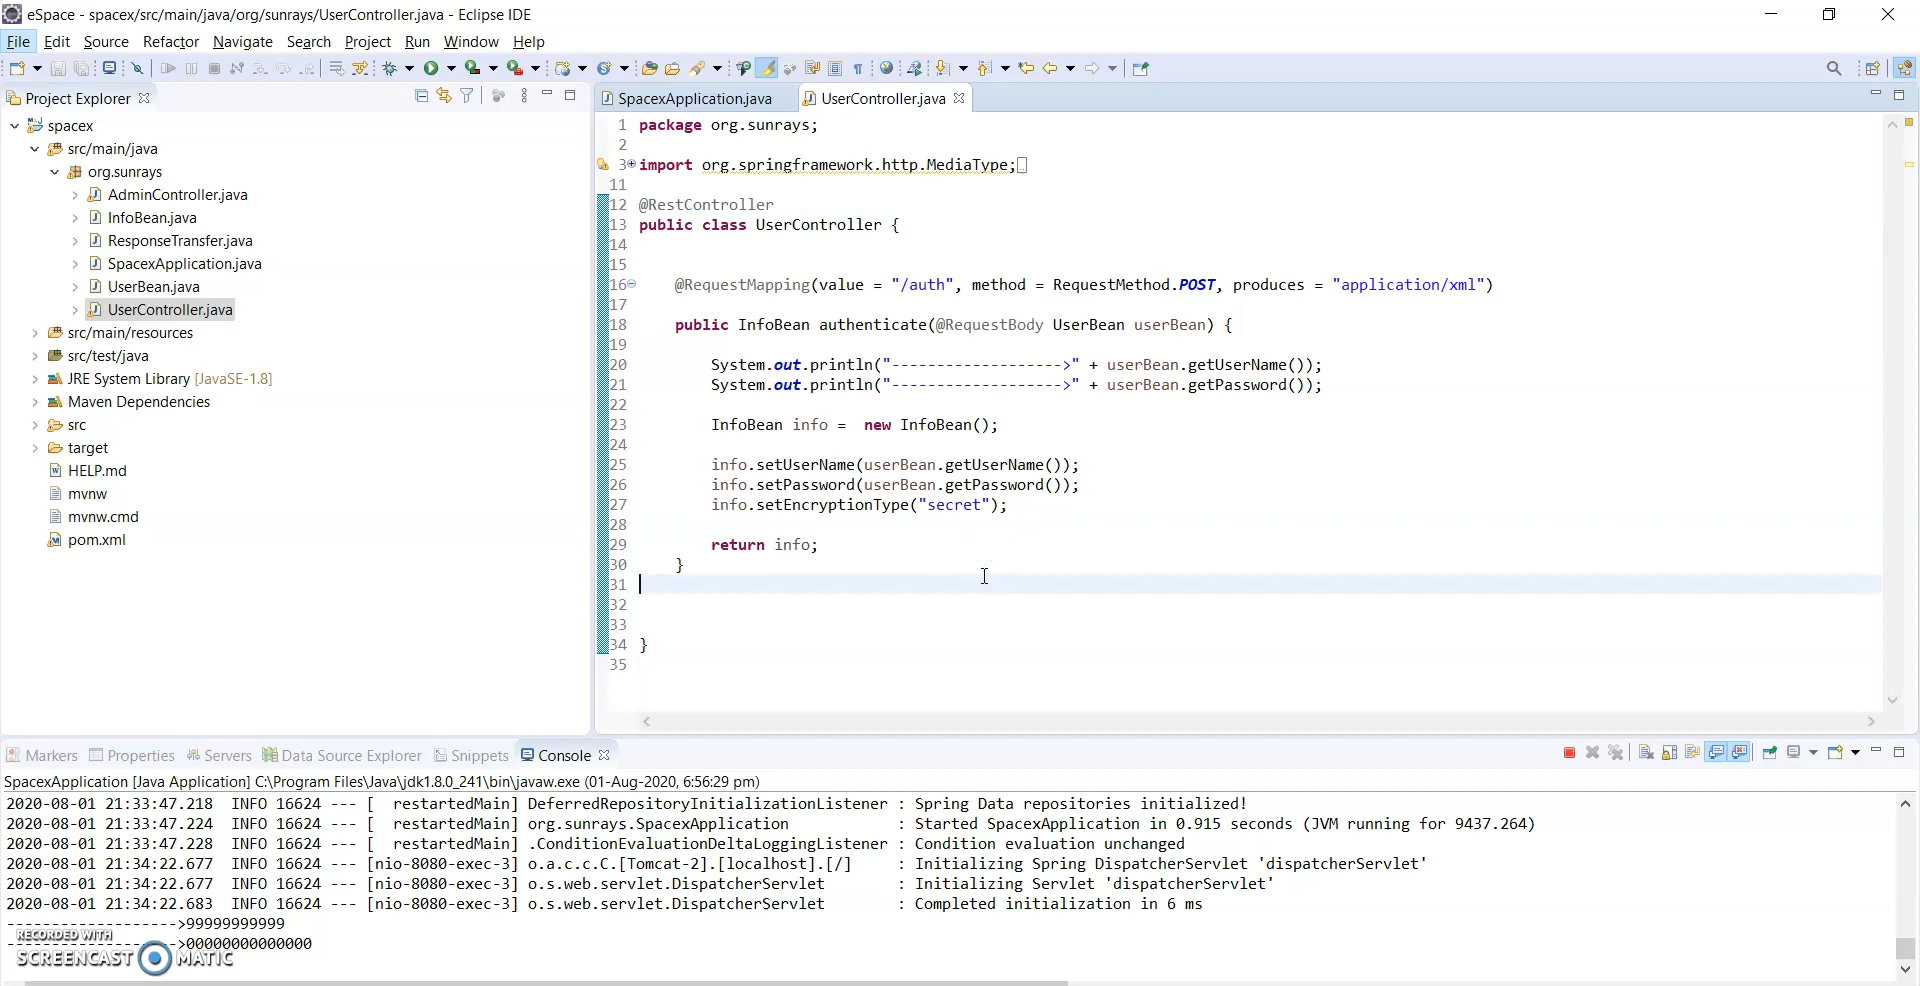 eSpace - spacex/src/main/java/org/sunrays/UserController.java - Eclipse IDE
File Edit Source Refactor Navigate Search Project Run Window Help
Project Explorer
spacex
src/main/java
org.sunrays
AdminController.java
InfoBean.java
ResponseTransfer.java
SpacexApplication.java
UserBean.java
UserController.java
src/main/resources
src/test/java
JRE System Library [JavaSE-1.8]
Maven Dependencies
src
target
HELP.md
mvnw
mvnw.cmd
pom.xml
SpacexApplication.java UserController.java
1 package org.sunrays;
2
3 import org.springframework.http.MediaType;
11
12 @RestController
13 public class UserController {
14
15
16 @RequestMapping(value = "/auth", method = RequestMethod.POST, produces = "application/xml")
17
18 public InfoBean authenticate(@RequestBody UserBean userBean) {
19
20 System.out.println("------------------->" + userBean.getUserName());
21 System.out.println("------------------->" + userBean.getPassword());
22
23 InfoBean info =  new InfoBean();
24
25 info.setUserName(userBean.getUserName());
26 info.setPassword(userBean.getPassword());
27 info.setEncryptionType("secret");
28
29 return info;
30 }
31
32
33
34 }
35
Markers Properties Servers Data Source Explorer Snippets Console
SpacexApplication [Java Application] C:\Program Files\Java\jdk1.8.0_241\bin\javaw.exe (01-Aug-2020, 6:56:29 pm)
2020-08-01 21:33:47.218  INFO 16624 --- [  restartedMain] DeferredRepositoryInitializationListener : Spring Data repositories initialized!
2020-08-01 21:33:47.224  INFO 16624 --- [  restartedMain] org.sunrays.SpacexApplication            : Started SpacexApplication in 0.915 seconds (JVM running for 9437.264)
2020-08-01 21:33:47.228  INFO 16624 --- [  restartedMain] .ConditionEvaluationDeltaLoggingListener : Condition evaluation unchanged
2020-08-01 21:34:22.677  INFO 16624 --- [nio-8080-exec-3] o.a.c.c.C.[Tomcat-2].[localhost].[/]     : Initializing Spring DispatcherServlet 'dispatcherServlet'
2020-08-01 21:34:22.677  INFO 16624 --- [nio-8080-exec-3] o.s.web.servlet.DispatcherServlet        : Initializing Servlet 'dispatcherServlet'
2020-08-01 21:34:22.683  INFO 16624 --- [nio-8080-exec-3] o.s.web.servlet.DispatcherServlet        : Completed initialization in 6 ms
------------------->99999999999
------------------->00000000000000
RECORDED WITH
SCREENCAST MATIC